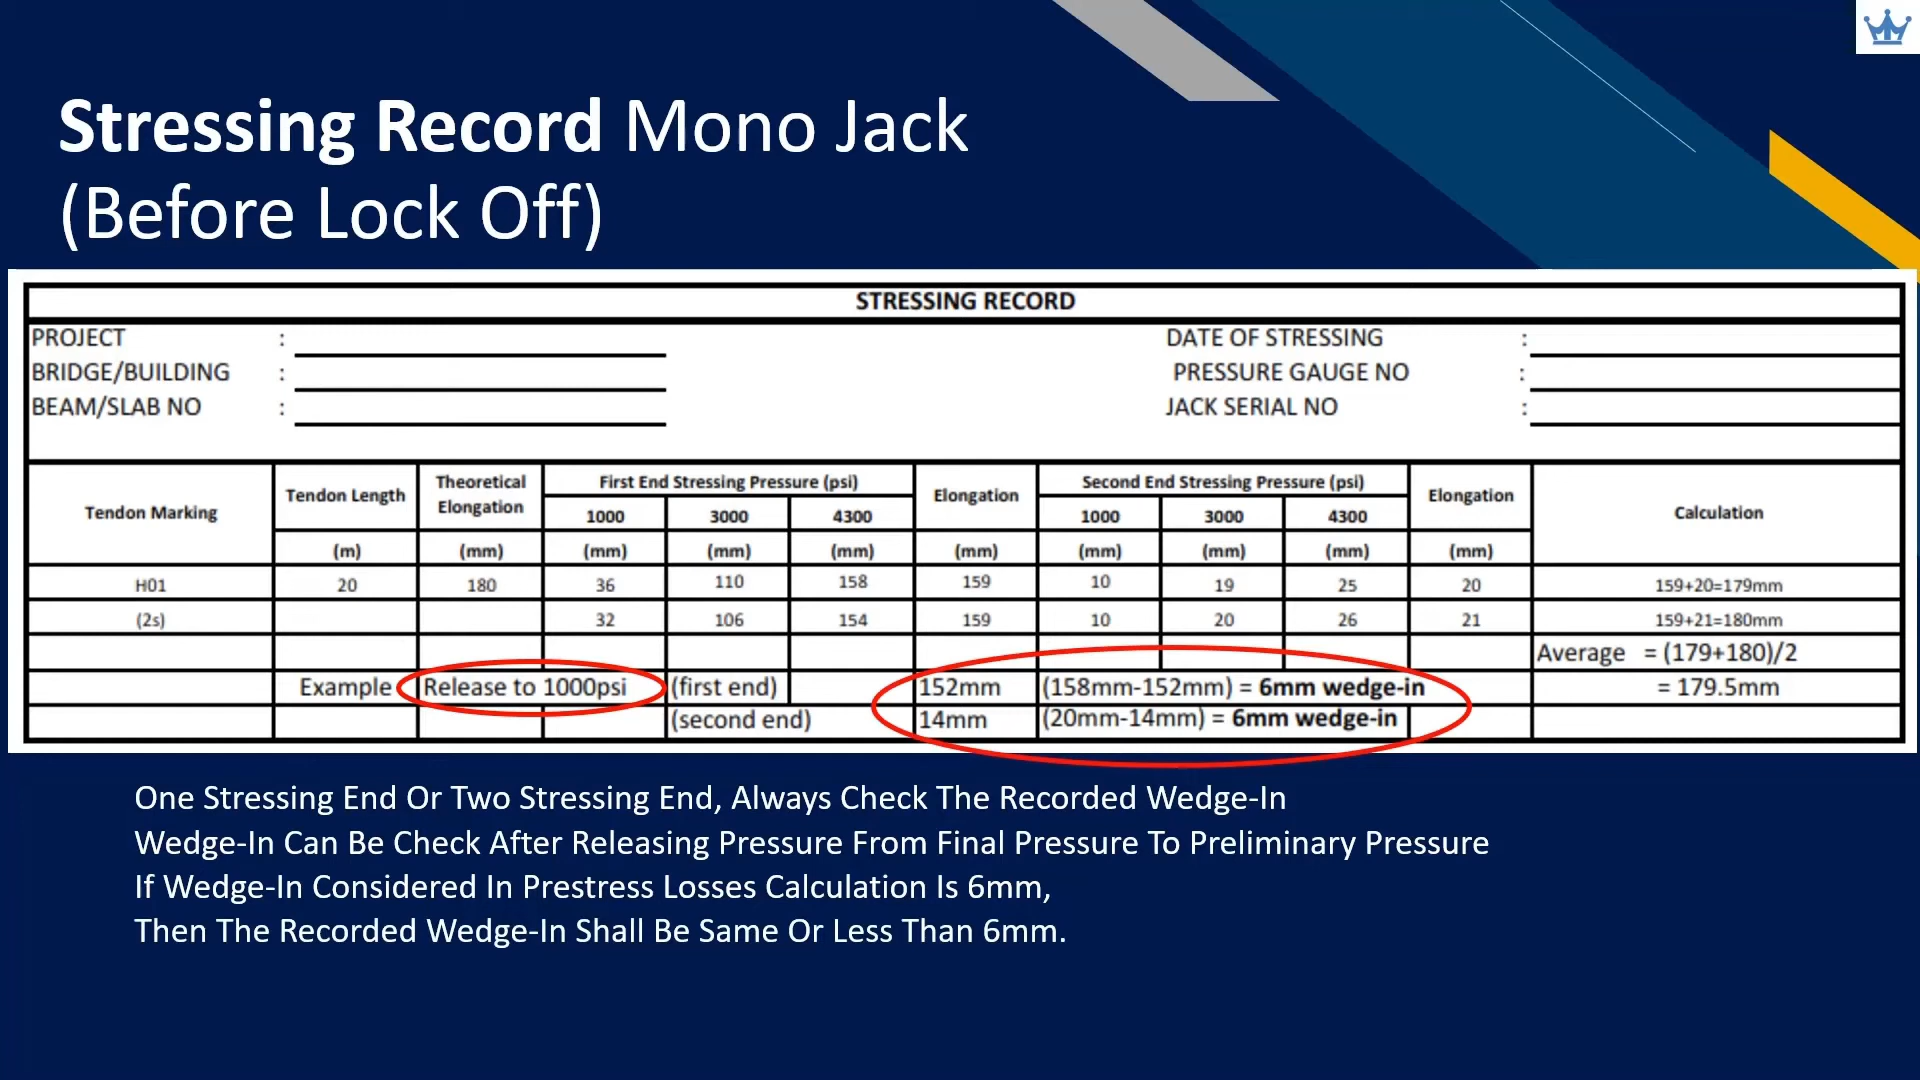 Stressing Record Mono Jack
(Before Lock Off)
STRESSING RECORD
PROJECT :
DATE OF STRESSING :
BRIDGE/BUILDING :
PRESSURE GAUGE NO :
BEAM/SLAB NO :
JACK SERIAL NO :
Tendon Marking Tendon Length Theoretical Elongation First End Stressing Pressure (psi) Elongation Second End Stressing Pressure (psi) Elongation Calculation
1000 3000 4300 1000 3000 4300
(m) (mm) (mm) (mm) (mm) (mm) (mm) (mm) (mm) (mm)
H01 20 180 36 110 158 159 10 19 25 20 159+20=179mm
(2s) 32 106 154 159 10 20 26 21 159+21=180mm
Average = (179+180)/2
Example Release to 1000psi (first end) 152mm (158mm-152mm) = 6mm wedge-in = 179.5mm
(second end) 14mm (20mm-14mm) = 6mm wedge-in
One Stressing End Or Two Stressing End, Always Check The Recorded Wedge-In
Wedge-In Can Be Check After Releasing Pressure From Final Pressure To Preliminary Pressure
If Wedge-In Considered In Prestress Losses Calculation Is 6mm,
Then The Recorded Wedge-In Shall Be Same Or Less Than 6mm.